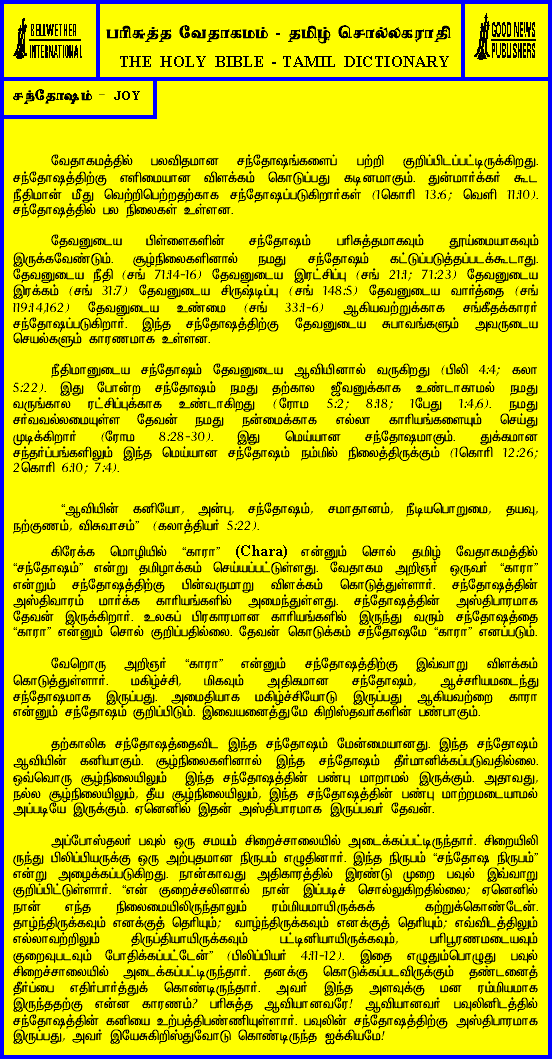 BELLWETHER
INTERNATIONAL
பரிசுத்த வேதாகமம் - தமிழ் சொல்லகராதி
THE HOLY BIBLE - TAMIL DICTIONARY
GOOD NEWS
PUBLISHERS
சந்தோஷம் - JOY
வேதாகமத்தில் பலவிதமான சந்தோஷங்களைப் பற்றி குறிப்பிடப்பட்டிருக்கிறது.
சந்தோஷத்திற்கு எளிமையான விளக்கம் கொடுப்பது கடினமாகும். துன்மார்க்கர் கூட
நீதிமான் மீது வெற்றிபெற்றதற்காக சந்தோஷப்படுகிறார்கள் (1கொரி 13:6; வெளி 11:10).
சந்தோஷத்தில் பல நிலைகள் உள்ளன.
தேவனுடைய பிள்ளைகளின் சந்தோஷம் பரிசுத்தமாகவும் தூய்மையாகவும்
இருக்கவேண்டும். சூழ்நிலைகளினால் நமது சந்தோஷம் கட்டுப்படுத்தப்படக்கூடாது.
தேவனுடைய நீதி (சங் 71:14-16) தேவனுடைய இரட்சிப்பு (சங் 21:1; 71:23) தேவனுடைய
இரக்கம் (சங் 31:7) தேவனுடைய சிருஷ்டிப்பு (சங் 148:5) தேவனுடைய வார்த்தை (சங்
119:14,162) தேவனுடைய உண்மை (சங் 33:1-6) ஆகியவற்றுக்காக சங்கீதக்காரர்
சந்தோஷப்படுகிறார். இந்த சந்தோஷத்திற்கு தேவனுடைய சுபாவங்களும் அவருடைய
செயல்களும் காரணமாக உள்ளன.
நீதிமானுடைய சந்தோஷம் தேவனுடைய ஆவியினால் வருகிறது (பிலி 4:4; கலா
5:22). இது போன்ற சந்தோஷம் நமது தற்கால ஜீவனுக்காக உண்டாகாமல் நமது
வருங்கால ரட்சிப்புக்காக உண்டாகிறது (ரோம 5:2; 8:18; 1பேது 1:4,6). நமது
சர்வவல்லமையுள்ள தேவன் நமது நன்மைக்காக எல்லா காரியங்களையும் செய்து
முடிக்கிறார் (ரோம 8:28-30). இது மெய்யான சந்தோஷமாகும். துக்கமான
சந்தர்ப்பங்களிலும் இந்த மெய்யான சந்தோஷம் நம்மில் நிலைத்திருக்கும் (1கொரி 12:26;
2கொரி 6:10; 7:4).
“ஆவியின் கனியோ, அன்பு, சந்தோஷம், சமாதானம், நீடியபொறுமை, தயவு,
நற்குணம், விசுவாசம்” (கலாத்தியர் 5:22).
கிரேக்க மொழியில் “காரா” (Chara) என்னும் சொல் தமிழ் வேதாகமத்தில்
“சந்தோஷம்” என்று தமிழாக்கம் செய்யப்பட்டுள்ளது. வேதாகம அறிஞர் ஒருவர் “காரா”
என்றும் சந்தோஷத்திற்கு பின்வருமாறு விளக்கம் கொடுத்துள்ளார். சந்தோஷத்தின்
அஸ்திவாரம் மார்க்க காரியங்களில் அமைந்துள்ளது. சந்தோஷத்தின் அஸ்திபாரமாக
தேவன் இருக்கிறார். உலகப் பிரகாரமான காரியங்களில் இருந்து வரும் சந்தோஷத்தை
“காரா” என்னும் சொல் குறிப்பதில்லை. தேவன் கொடுக்கம் சந்தோஷமே “காரா” எனப்படும்.
வேறொரு அறிஞர் “காரா” என்னும் சந்தோஷத்திற்கு இவ்வாறு விளக்கம்
கொடுத்துள்ளார். மகிழ்ச்சி, மிகவும் அதிகமான சந்தோஷம், ஆச்சரியமடைந்து
சந்தோஷமாக இருப்பது. அமைதியாக மகிழ்ச்சியோடு இருப்பது ஆகியவற்றை காரா
என்னும் சந்தோஷம் குறிப்பிடும். இவையனைத்துமே கிறிஸ்தவர்களின் பண்பாகும்.
தற்காலிக சந்தோஷத்தைவிட இந்த சந்தோஷம் மேன்மையானது. இந்த சந்தோஷம்
ஆவியின் கனியாகும். சூழ்நிலைகளினால் இந்த சந்தோஷம் தீர்மானிக்கப்படுவதில்லை.
ஒவ்வொரு சூழ்நிலையிலும் இந்த சந்தோஷத்தின் பண்பு மாறாமல் இருக்கும். அதாவது,
நல்ல சூழ்நிலையிலும், தீய சூழ்நிலையிலும், இந்த சந்தோஷத்தின் பண்பு மாற்றமடையாமல்
அப்படியே இருக்கும். ஏனெனில் இதன் அஸ்திபாரமாக இருப்பவர் தேவன்.
அப்போஸ்தலர் பவுல் ஒரு சமயம் சிறைச்சாலையில் அடைக்கப்பட்டிருந்தார். சிறையிலி
ருந்து பிலிப்பியருக்கு ஒரு அற்புதமான நிருபம் எழுதினார். இந்த நிருபம் “சந்தோஷ நிருபம்”
என்று அழைக்கப்படுகிறது. நான்காவது அதிகாரத்தில் இரண்டு முறை பவுல் இவ்வாறு
குறிப்பிட்டுள்ளார். “என் குறைச்சலினால் நான் இப்படிச் சொல்லுகிறதில்லை; ஏனெனில்
நான் எந்த நிலைமையிலிருந்தாலும் ரம்மியமாயிருக்கக் கற்றுக்கொண்டேன்.
தாழ்ந்திருக்கவும் எனக்குத் தெரியும்; வாழ்ந்திருக்கவும் எனக்குத் தெரியும்; எவ்விடத்திலும்
எல்லாவற்றிலும் திருப்தியாயிருக்கவும் பட்டினியாயிருக்கவும், பரிபூரணமடையவும்
குறைவுபடவும் போதிக்கப்பட்டேன்” (பிலிப்பியர் 4:11-12). இதை எழுதும்பொழுது பவுல்
சிறைச்சாலையில் அடைக்கப்பட்டிருந்தார். தனக்கு கொடுக்கப்படவிருக்கும் தண்டனைத்
தீர்ப்பை எதிர்பார்த்துக் கொண்டிருந்தார். அவர் இந்த அளவுக்கு மன ரம்மியமாக
இருந்ததற்கு என்ன காரணம்? பரிசுத்த ஆவியானவரே! ஆவியானவர் பவுலினிடத்தில்
சந்தோஷத்தின் கனியை உற்பத்திபண்ணியுள்ளார். பவுலின் சந்தோஷத்திற்கு அஸ்திபாரமாக
இருப்பது, அவர் இயேசுகிறிஸ்துவோடு கொண்டிருந்த ஐக்கியமே!